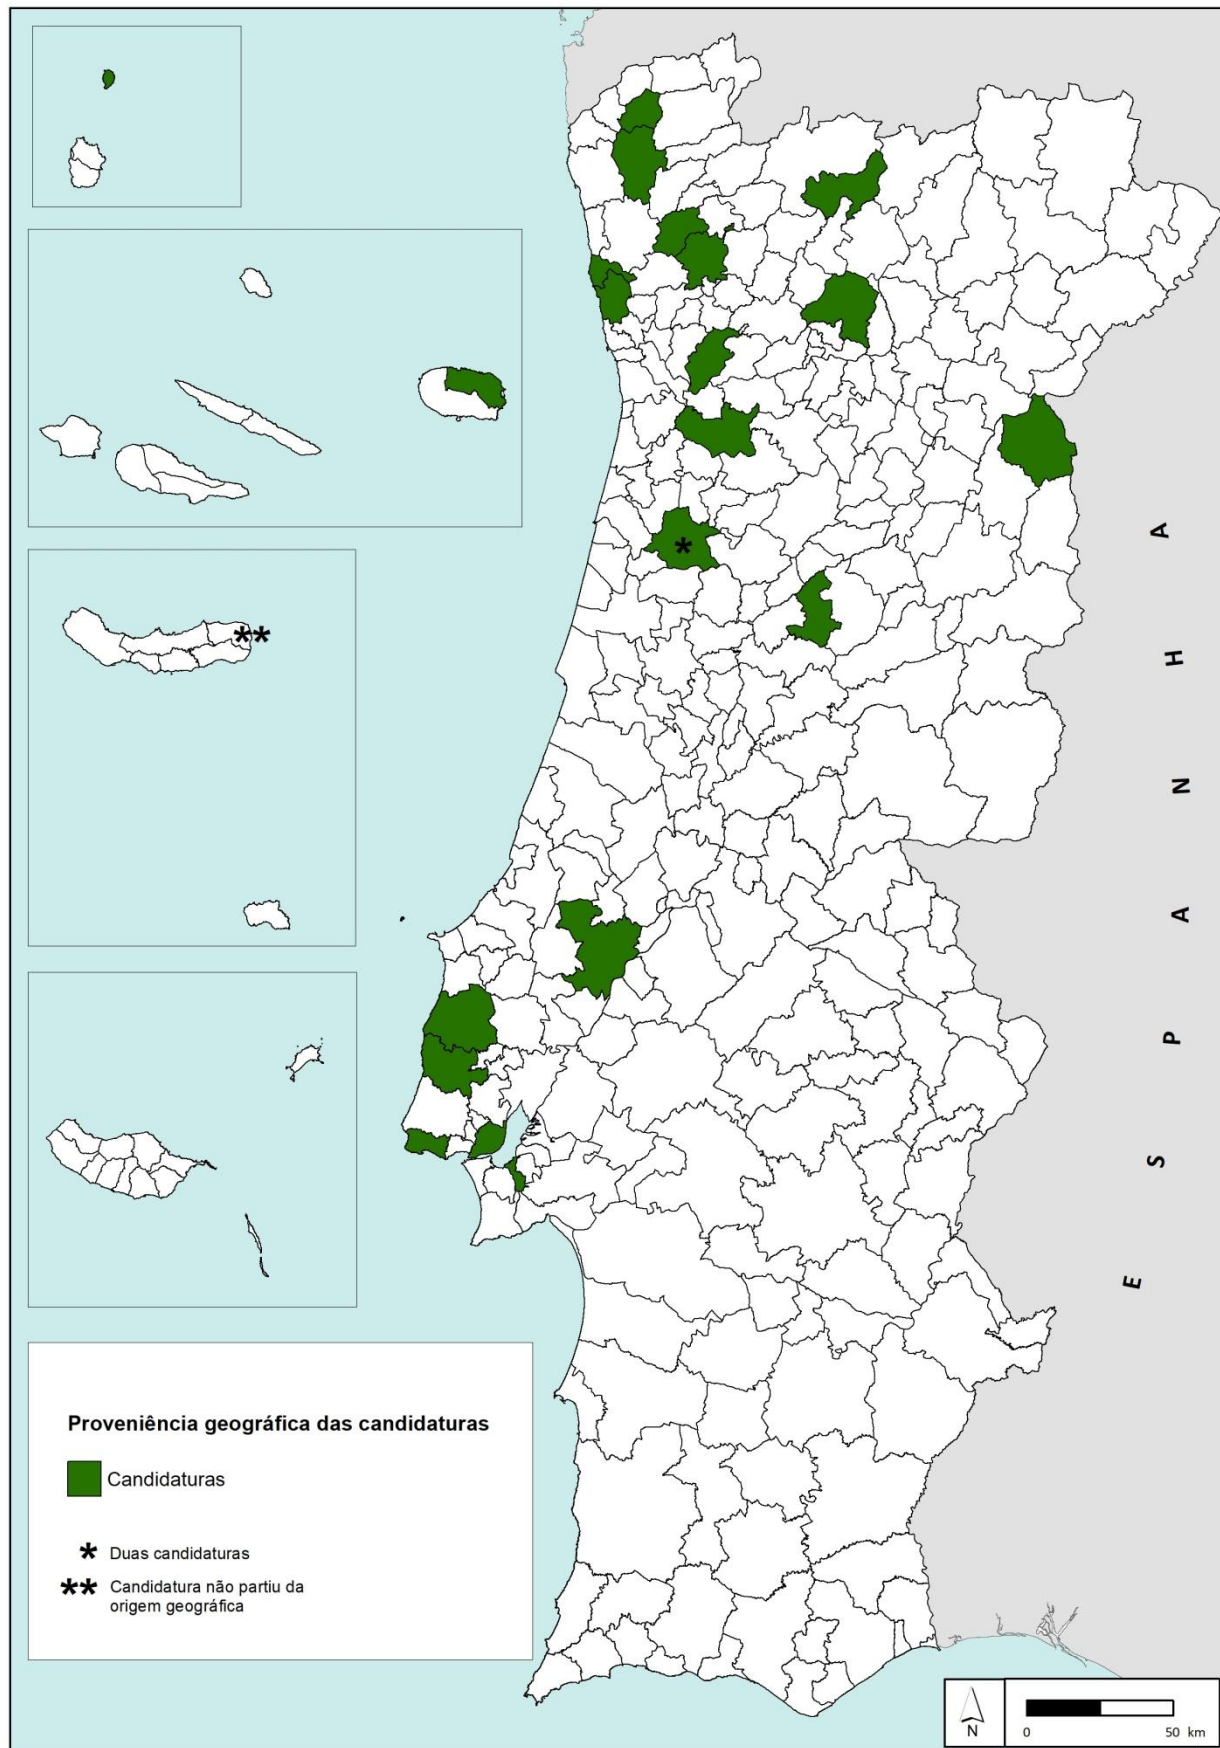 **
*
A
H
N
A
P
S
E
Proveniência geográfica das candidaturas
Candidaturas
* Duas candidaturas
** Candidatura não partiu da
origem geográfica
N
0 50 km